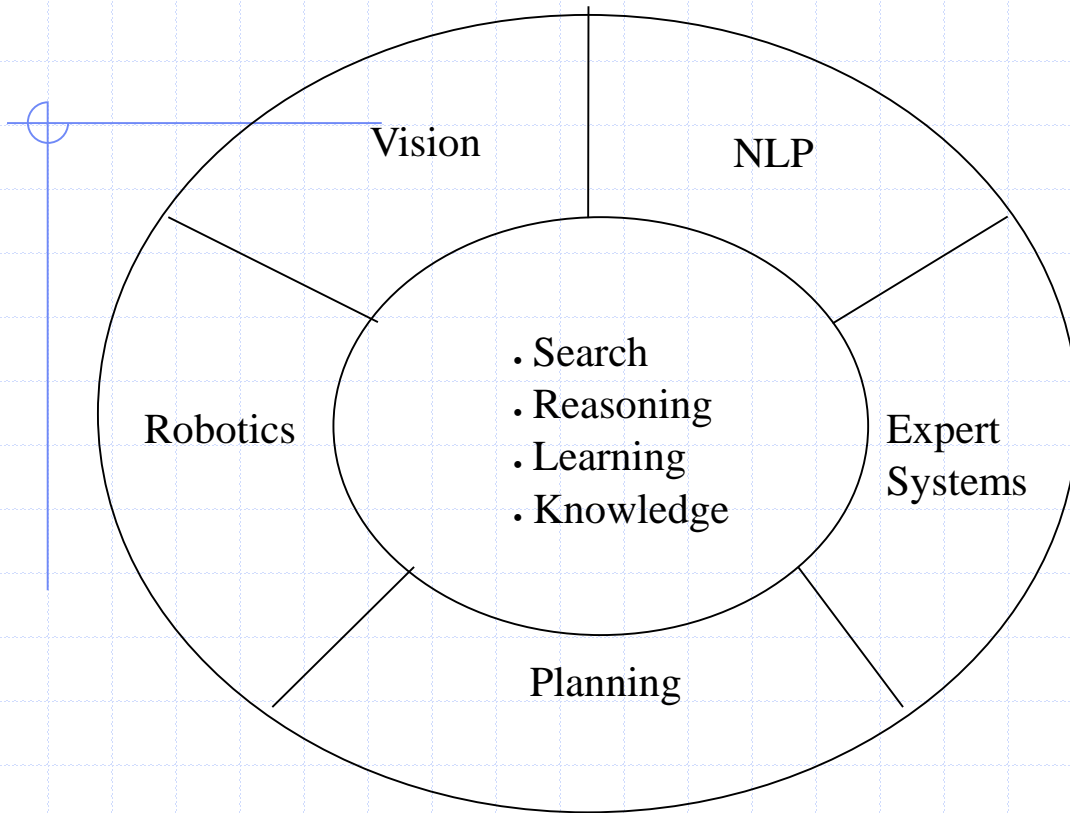 Vision
NLP
. Search
. Reasoning
. Learning
. Knowledge
Robotics
Expert
Systems
Planning